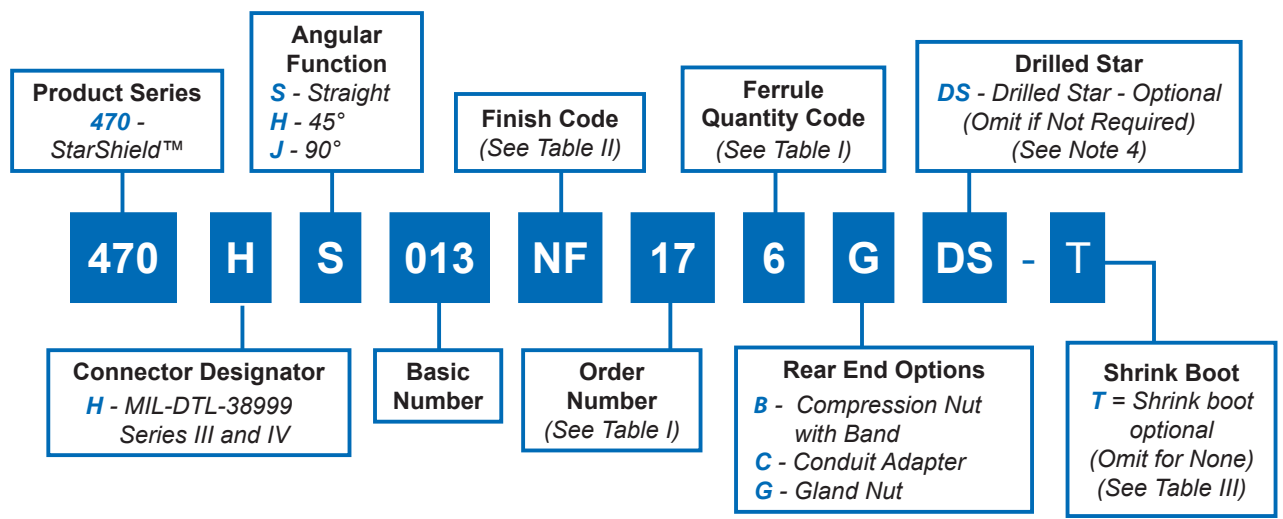 Product Series
470 -
StarShield™
Angular
Function
S - Straight
H - 45°
J - 90°
Finish Code
(See Table II)
Ferrule
Quantity Code
(See Table I)
Drilled Star
DS - Drilled Star - Optional
(Omit if Not Required)
(See Note 4)
470 H S 013 NF 17 6 G DS - T
Connector Designator
H - MIL-DTL-38999
Series III and IV
Basic
Number
Order
Number
(See Table I)
Rear End Options
B - Compression Nut
with Band
C - Conduit Adapter
G - Gland Nut
Shrink Boot
T = Shrink boot
optional
(Omit for None)
(See Table III)